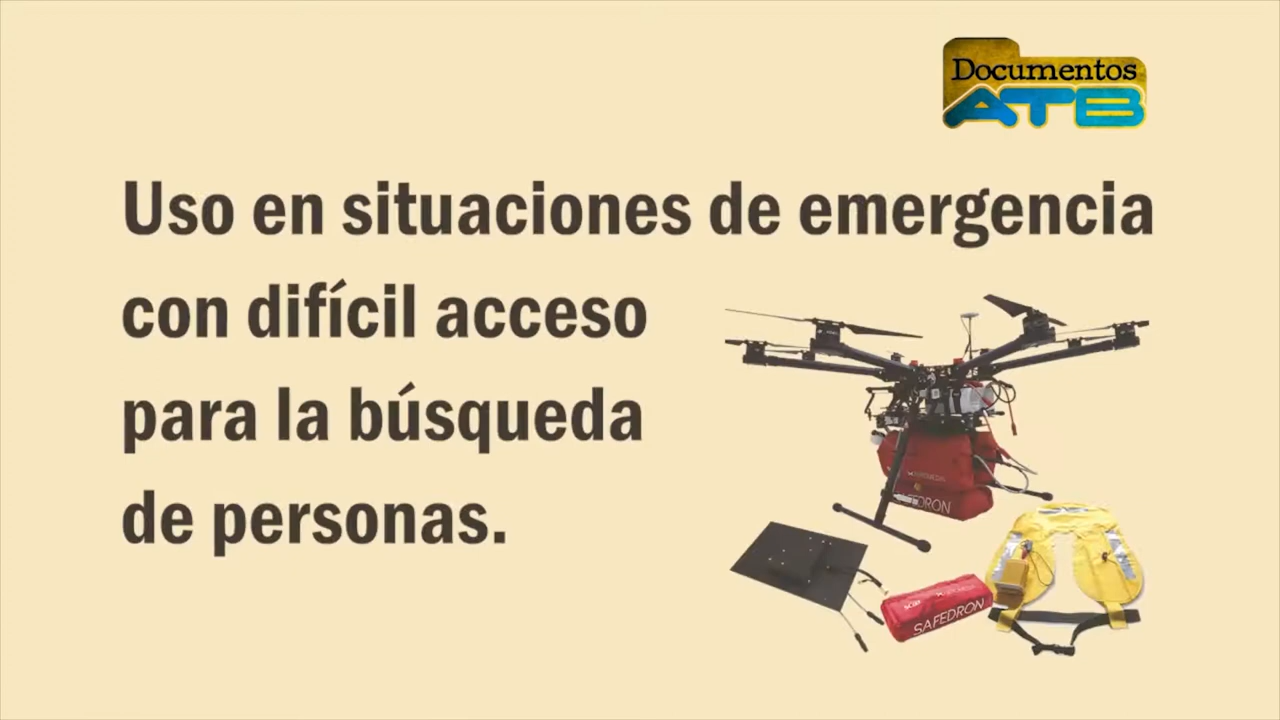 Documentos
ATB
Uso en situaciones de emergencia
con difícil acceso
para la búsqueda
de personas.
SAFEDRON
SAFEDRON